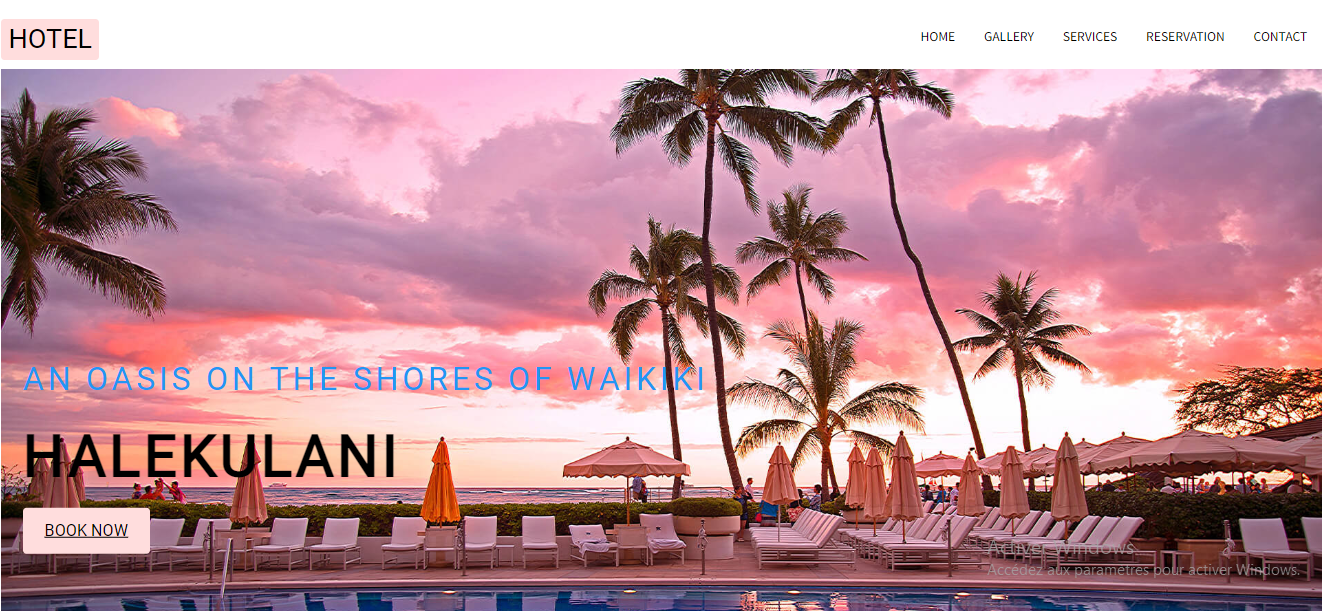 HOTEL
HOME GALLERY SERVICES RESERVATION CONTACT
AN OASIS ON THE SHORES OF WAIKIKI
HALEKULANI
BOOK NOW
Activer Windows
Accédez aux paramètres pour activer Windows.